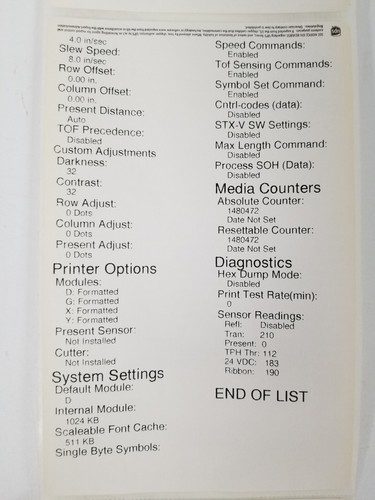 4.0 in/sec
Slew Speed:
8.0 in/sec
Row Offset:
0.00 in.
Column Offset:
0.00 in.
Present Distance:
Auto
TOF Precedence:
Disabled
Custom Adjustments
Darkness:
32
Contrast:
32
Row Adjust:
0 Dots
Column Adjust:
0 Dots
Present Adjust:
0 Dots
Printer Options
Modules:
D: Formatted
G: Formatted
X: Formatted
Y: Formatted
Present Sensor:
Not Installed
Cutter:
Not Installed
System Settings
Default Module:
D
Internal Module:
1024 KB
Scaleable Font Cache:
511 KB
Single Byte Symbols:
Speed Commands:
Enabled
Tof Sensing Commands:
Enabled
Symbol Set Command:
Enabled
Cntrl-codes (data):
Disabled
STX-V SW Settings:
Disabled
Max Length Command:
Disabled
Process SOH (Data):
Disabled
Media Counters
Absolute Counter:
1480472
Date Not Set
Resettable Counter:
1480472
Date Not Set
Diagnostics
Hex Dump Mode:
Disabled
Print Test Rate(min):
0
Sensor Readings:
Refl: Disabled
Tran: 210
Present: 0
TPH Thr: 112
24 VDC: 183
Ribbon: 190
END OF LIST